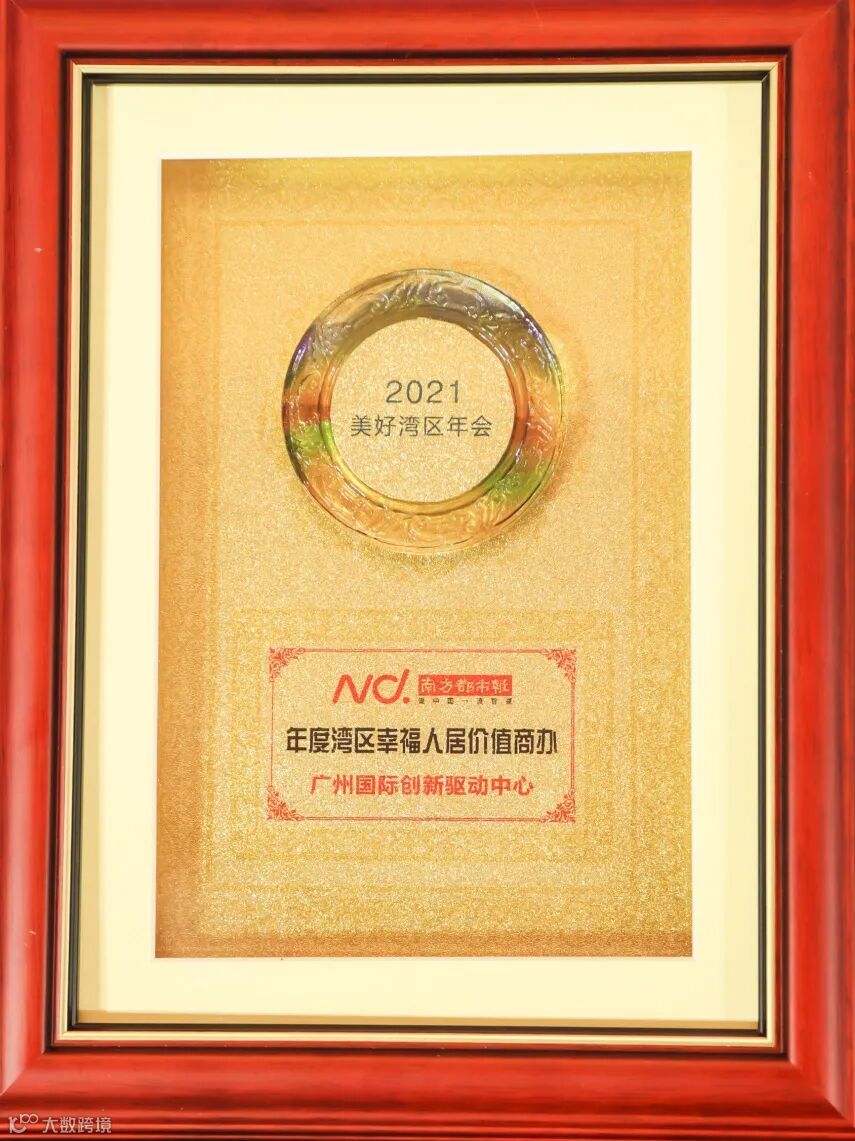 2021
美好湾区年会
Nd. 南方都市报
年度湾区幸福人居价值商办
广州国际创新驱动中心
大数跨境